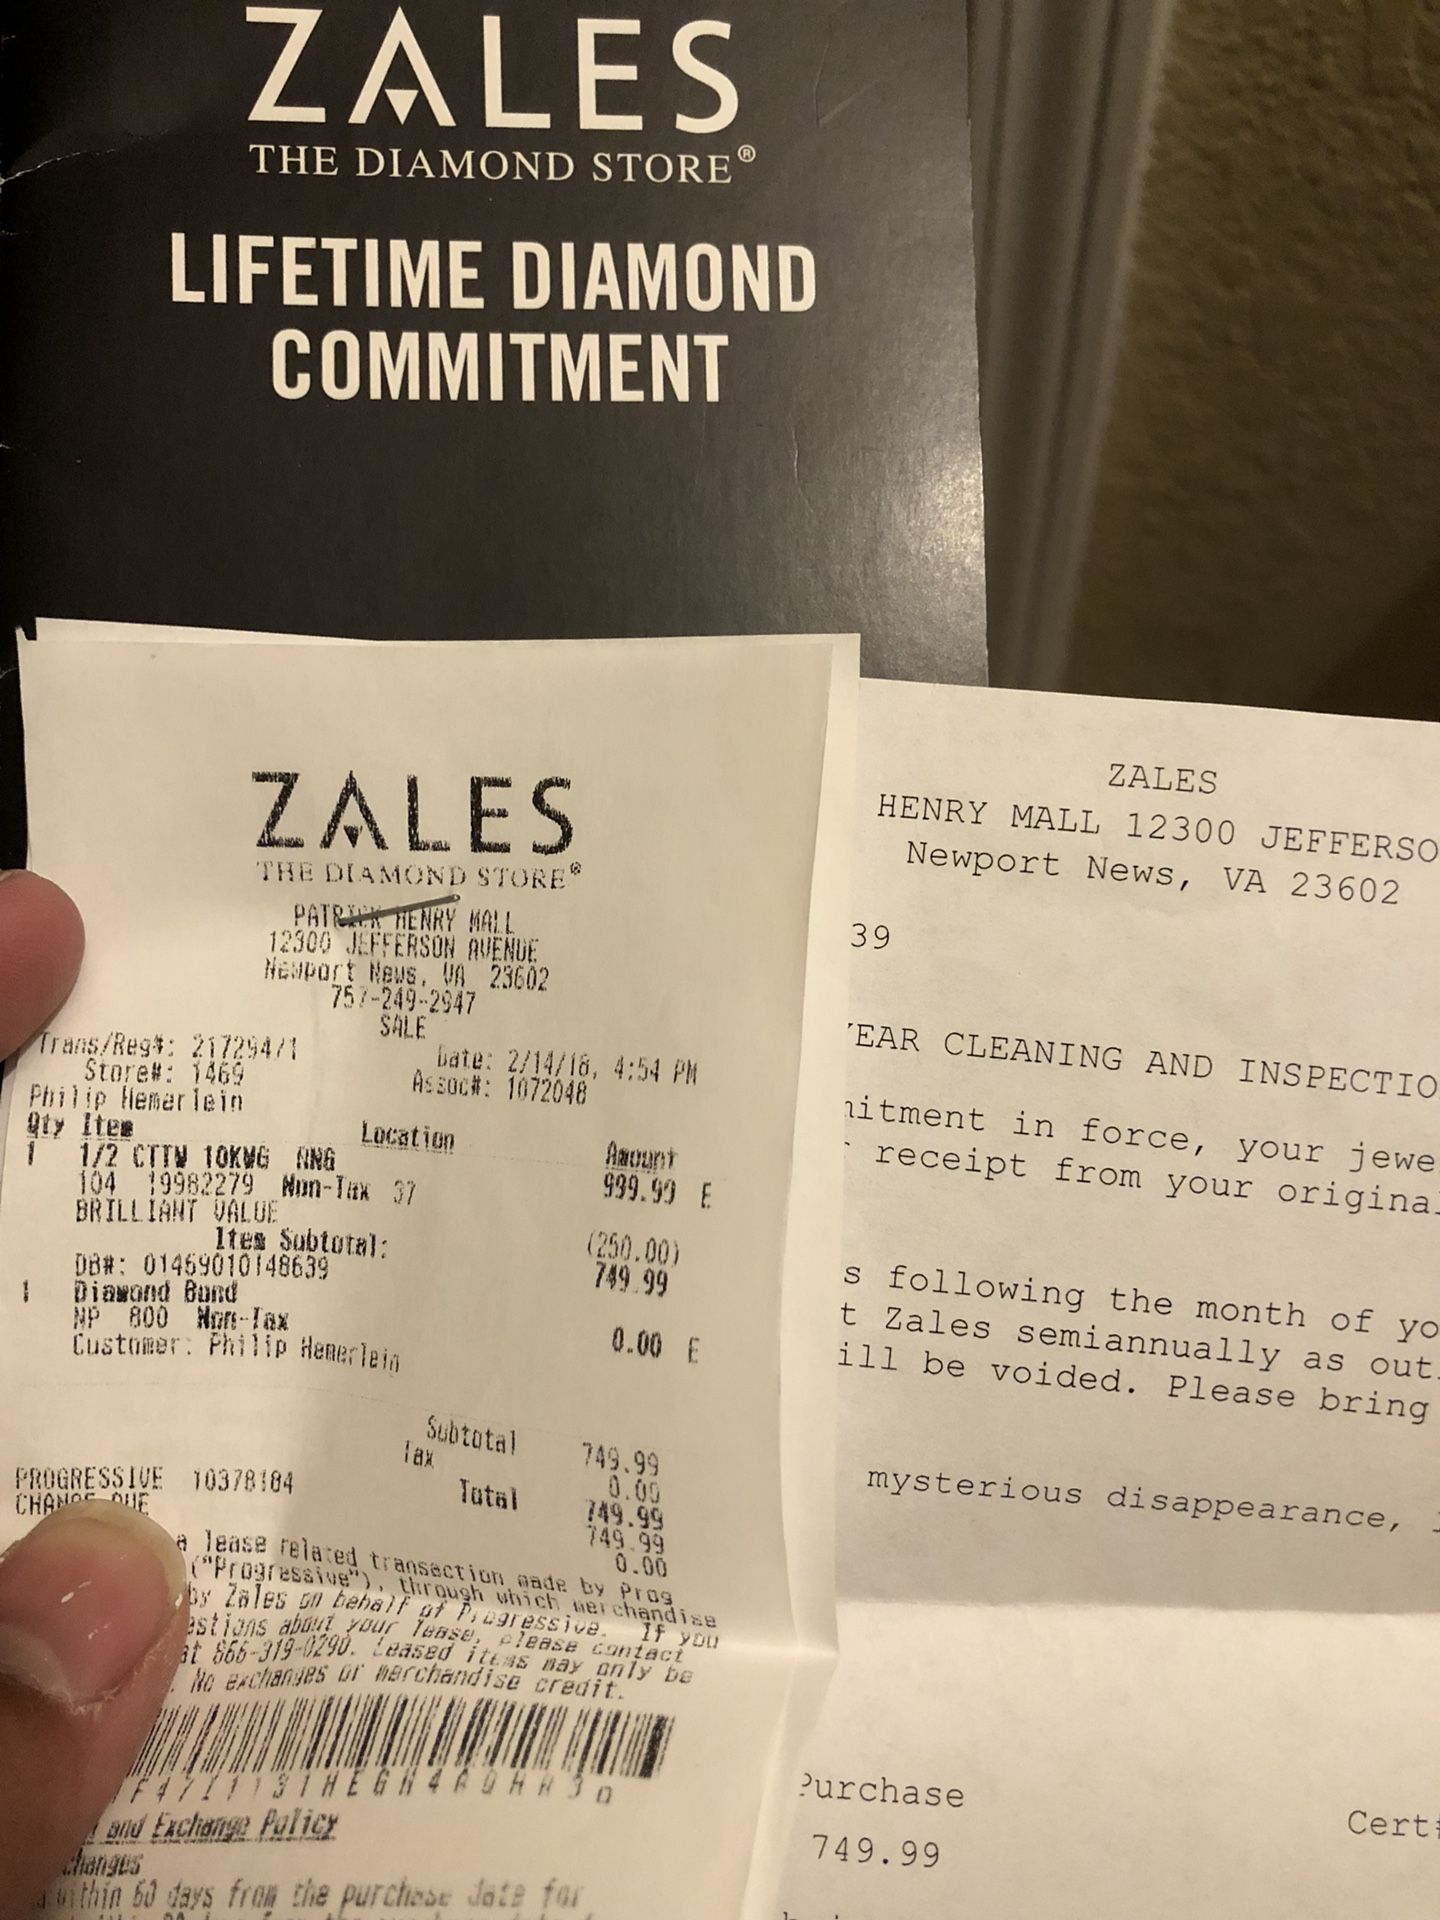 ZALES
THE DIAMOND STORE®
LIFETIME DIAMOND
COMMITMENT
ZALES
THE DIAMOND STORE®
PATRICK HENRY MALL
12300 JEFFERSON AVENUE
Newport News, VA 23602
757-249-2947
SALE
Trans/Reg#: 217294/1
Date: 2/14/18, 4:54 PM
Store#: 1469
Assoc#: 1072048
Philip Hemerlein
Qty Item Location Amount
1 1/2 CTTW 10KWG RNG 999.99 E
104 19982279 Non-Tax 37
BRILLIANT VALUE (250.00)
Item Subtotal: 749.99
DB#: 01469010148639
1 Diamond Bond 0.00 E
NP 800 Non-Tax
Customer: Philip Hemerlein
Subtotal 749.99
Tax 0.00
Total 749.99
PROGRESSIVE 10378184 749.99
CHANGE DUE 0.00
a lease related transaction made by Prog
("Progressive"), through which merchandise
by Zales on behalf of Progressive. If you
estions about your lease, please contact
at 866-319-0290. Leased items may only be
. No exchanges or merchandise credit.
and Exchange Policy
changes
within 60 days from the purchase date for
ZALES
HENRY MALL 12300 JEFFERSO
Newport News, VA 23602
39
EAR CLEANING AND INSPECTIO
mitment in force, your jewe
receipt from your original
s following the month of yo
t Zales semiannually as out
ill be voided. Please bring
mysterious disappearance,
Purchase Cert#
749.99